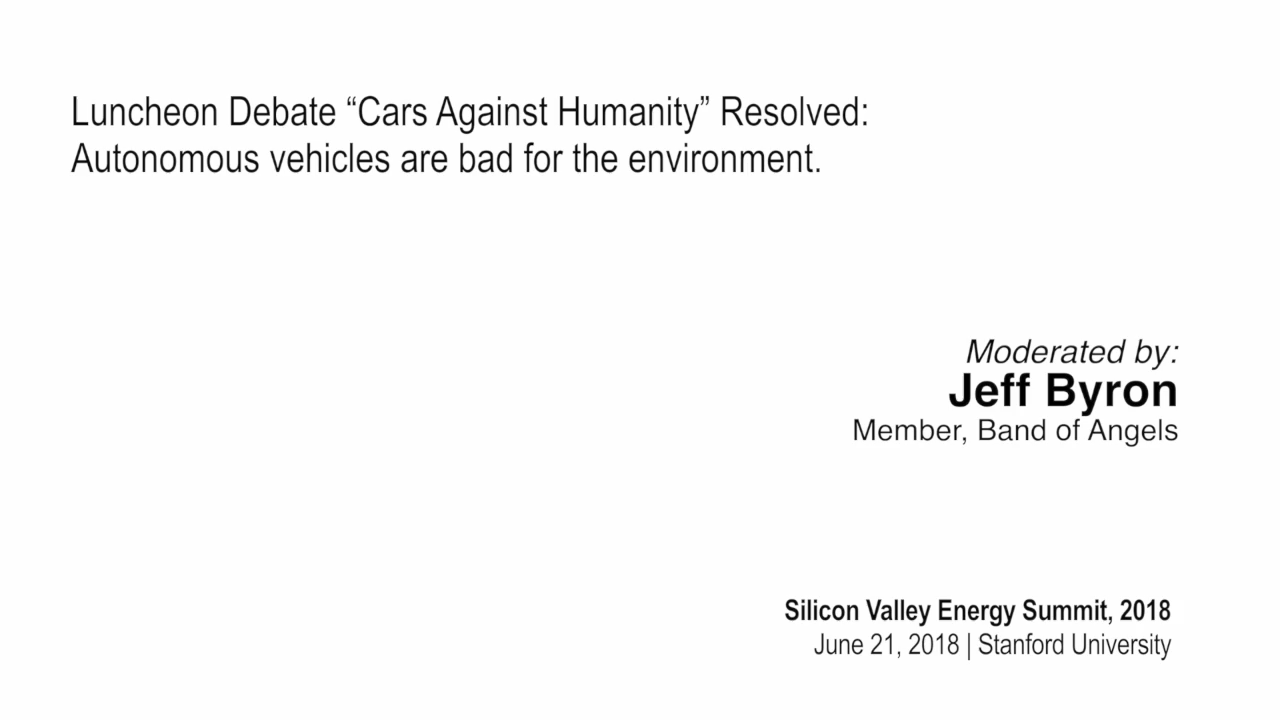 Luncheon Debate “Cars Against Humanity” Resolved:
Autonomous vehicles are bad for the environment.
Moderated by:
Jeff Byron
Member, Band of Angels
Silicon Valley Energy Summit, 2018
June 21, 2018 | Stanford University